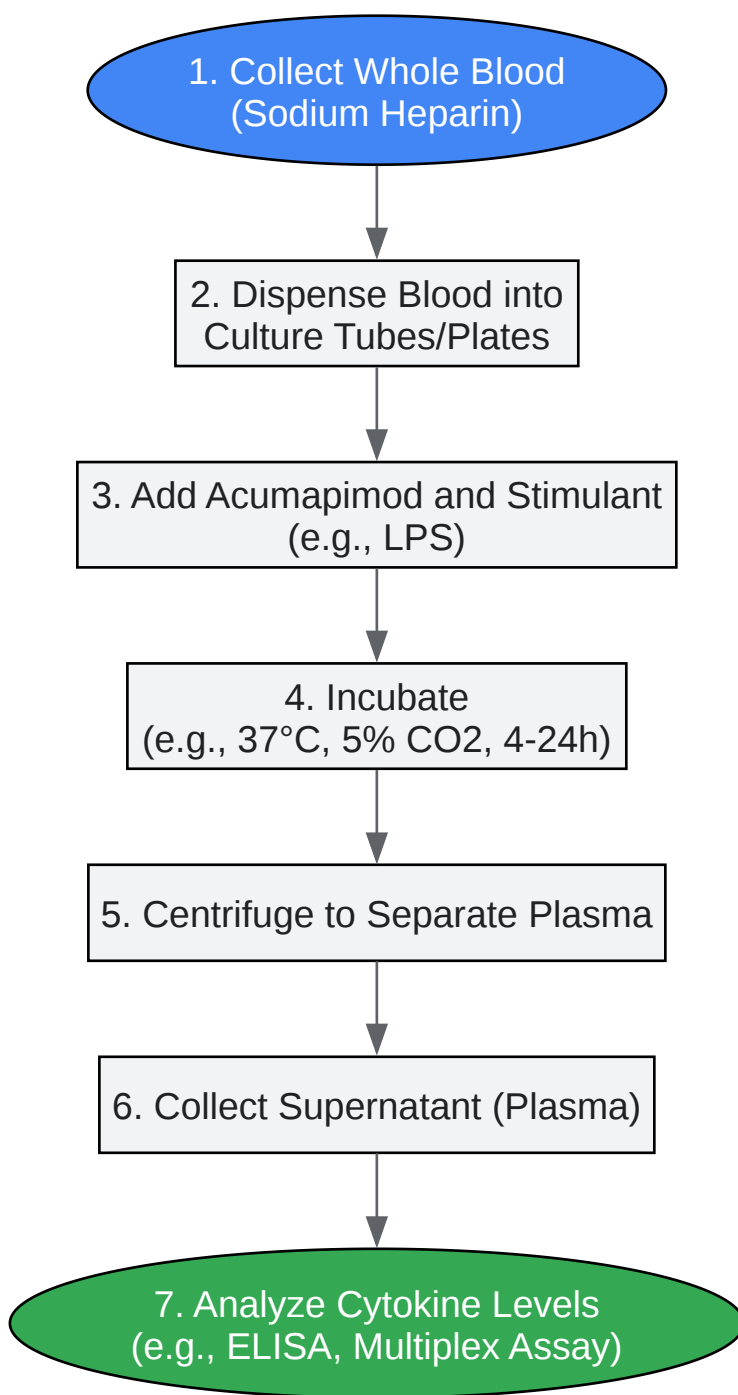 1. Collect Whole Blood
(Sodium Heparin)
2. Dispense Blood into
Culture Tubes/Plates
3. Add Acumapimod and Stimulant
(e.g., LPS)
4. Incubate
(e.g., 37°C, 5% CO2, 4-24h)
5. Centrifuge to Separate Plasma
6. Collect Supernatant (Plasma)
7. Analyze Cytokine Levels
(e.g., ELISA, Multiplex Assay)